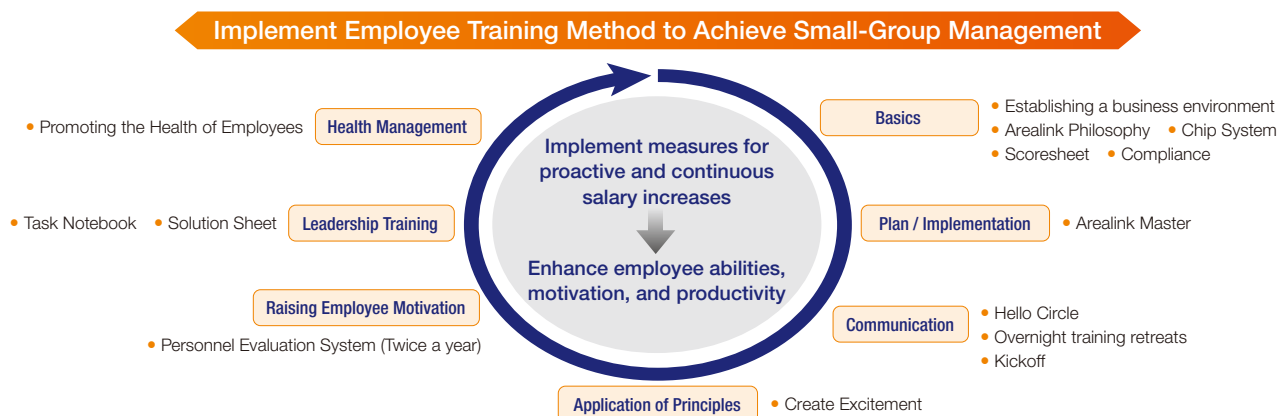 Implement Employee Training Method to Achieve Small-Group Management
• Promoting the Health of Employees
Health Management
Basics
• Establishing a business environment
• Arealink Philosophy • Chip System
• Scoresheet • Compliance
Implement measures for
proactive and continuous
salary increases
Enhance employee abilities,
motivation, and productivity
• Task Notebook • Solution Sheet
Leadership Training
Plan / Implementation
• Arealink Master
Raising Employee Motivation
• Personnel Evaluation System (Twice a year)
Communication
• Hello Circle
• Overnight training retreats
• Kickoff
Application of Principles
• Create Excitement